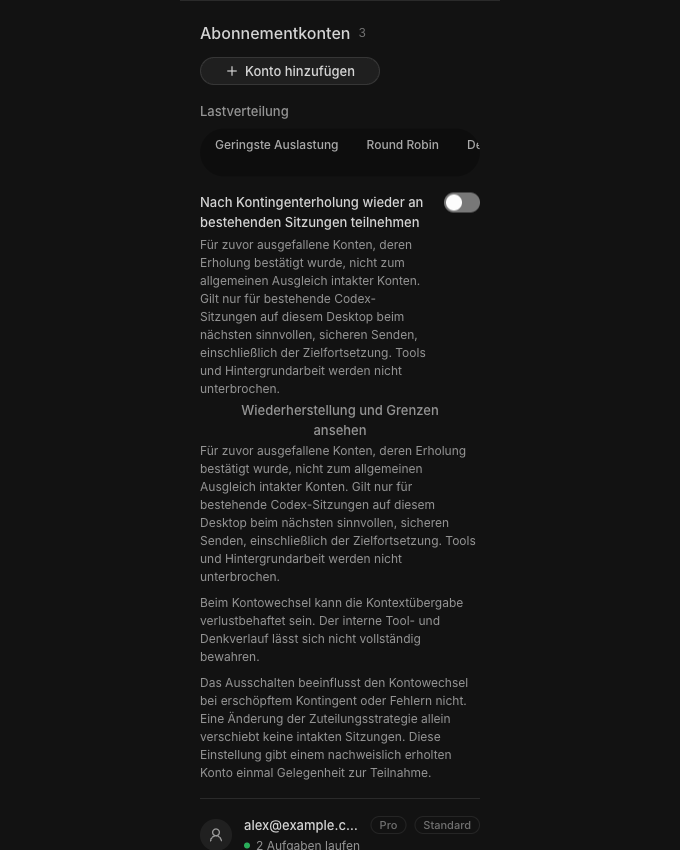 Abonnementkonten 3
+ Konto hinzufügen
Lastverteilung
Geringste Auslastung Round Robin
Nach Kontingenterholung wieder an
bestehenden Sitzungen teilnehmen
Für zuvor ausgefallene Konten, deren
Erholung bestätigt wurde, nicht zum
allgemeinen Ausgleich intakter Konten.
Gilt nur für bestehende Codex-
Sitzungen auf diesem Desktop beim
nächsten sinnvollen, sicheren Senden,
einschließlich der Zielfortsetzung. Tools
und Hintergrundarbeit werden nicht
unterbrochen.
Wiederherstellung und Grenzen
ansehen
Für zuvor ausgefallene Konten, deren Erholung
bestätigt wurde, nicht zum allgemeinen
Ausgleich intakter Konten. Gilt nur für
bestehende Codex-Sitzungen auf diesem
Desktop beim nächsten sinnvollen, sicheren
Senden, einschließlich der Zielfortsetzung. Tools
und Hintergrundarbeit werden nicht
unterbrochen.
Beim Kontowechsel kann die Kontextübergabe
verlustbehaftet sein. Der interne Tool- und
Denkverlauf lässt sich nicht vollständig
bewahren.
Das Ausschalten beeinflusst den Kontowechsel
bei erschöpftem Kontingent oder Fehlern nicht.
Eine Änderung der Zuteilungsstrategie allein
verschiebt keine intakten Sitzungen. Diese
Einstellung gibt einem nachweislich erholten
Konto einmal Gelegenheit zur Teilnahme.
alex@example.c... Pro Standard
2 Aufgaben laufen